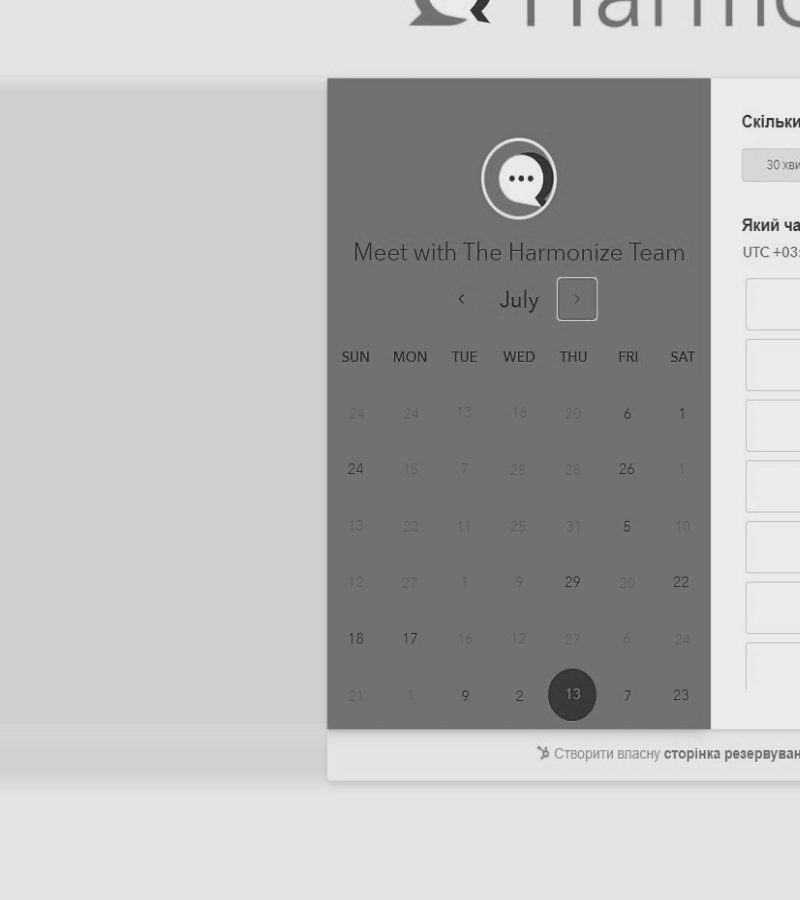 Harmo
Скільки
30 хви
Meet with The Harmonize Team
Який ча
UTC +03:
July
SUN MON TUE WED THU FRI SAT
24 24 13 16 20 6 1
24 15 7 25 28 26 1
13 22 11 25 31 5 10
12 27 1 9 29 20 22
18 17 16 12 27 6 24
21 1 9 2 13 7 23
Створити власну сторінка резервуван